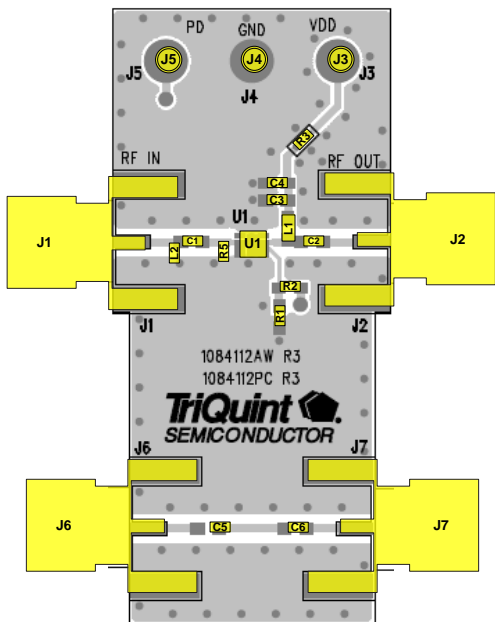 PD
GND
VDD
J5
J4
J3
J5
J4
J3
R3
RF IN
RF OUT
C4
C3
J1
U1
L1
J2
C1
L2
R5
U1
C2
R2
R1
J1
J2
1084112AW R3
1084112PC R3
TriQuint
SEMICONDUCTOR
J6
J7
J6
C5
C6
J7